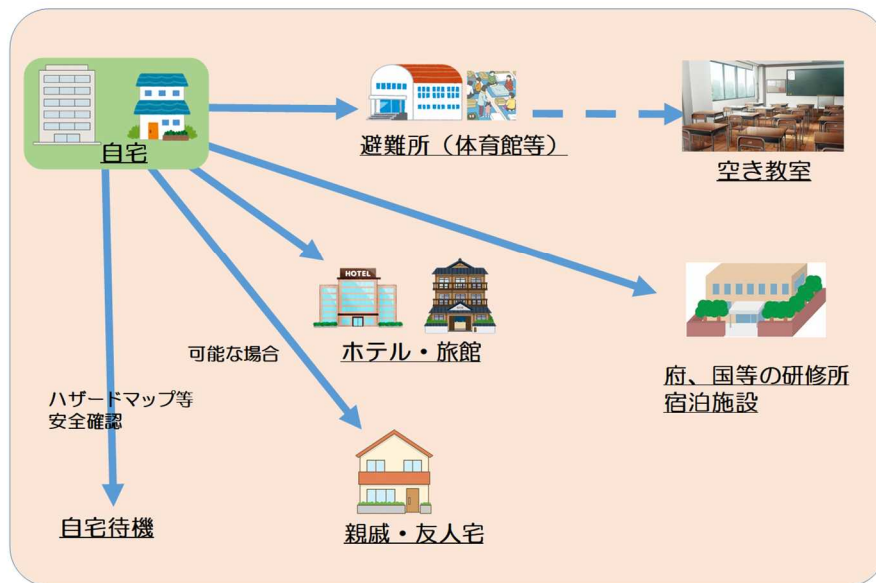 自宅
避難所（体育館等）
空き教室
HOTEL
ホテル・旅館
府、国等の研修所
宿泊施設
可能な場合
ハザードマップ等
安全確認
親戚・友人宅
自宅待機